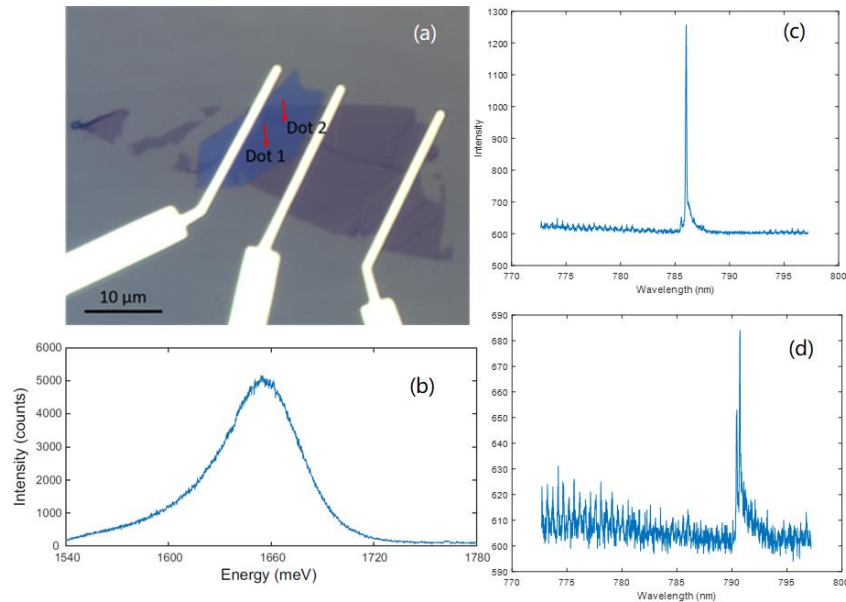 (a)
Dot 2
Dot 1
10 μm
(c)
Intensity
1300
1200
1100
1000
900
800
700
600
500
770 775 780 785 790 795 800
Wavelength (nm)
(b)
Intensity (counts)
6000
5000
4000
3000
2000
1000
0
1540 1600 1660 1720 1780
Energy (meV)
(d)
690
680
670
660
650
640
630
620
610
600
590
770 775 780 785 790 795 800
Wavelength (nm)